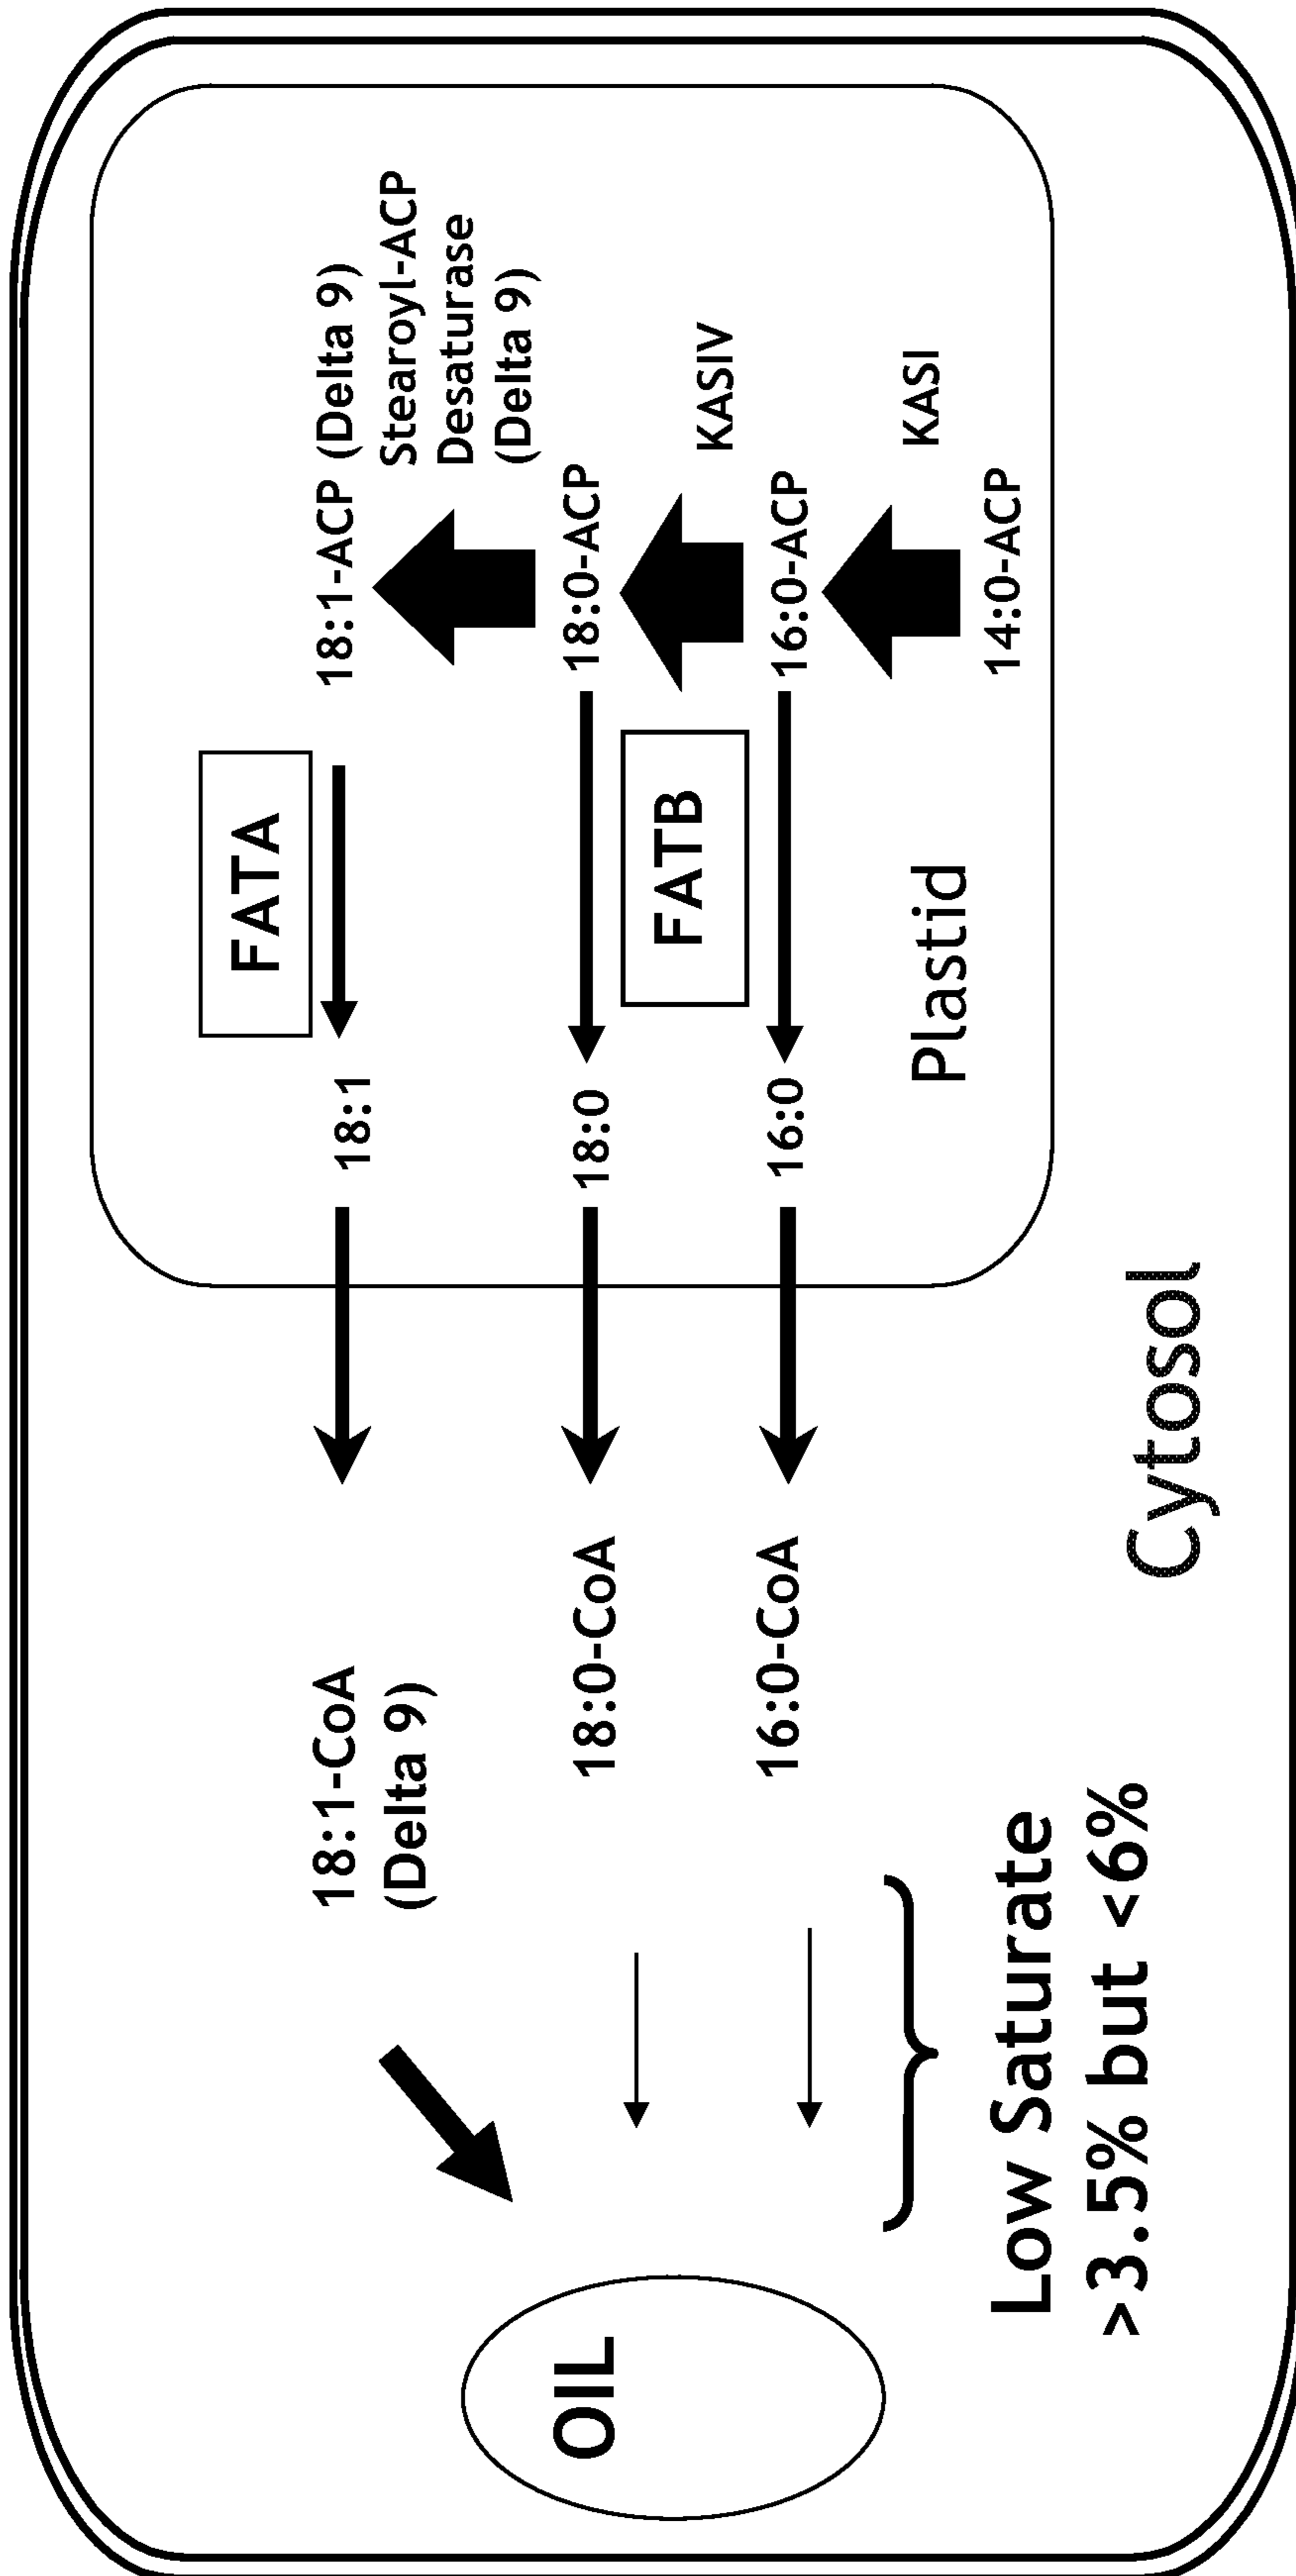 18:1-ACP (Delta 9)
Stearoyl-ACP
Desaturase
(Delta 9)
18:0-ACP
KASIV
16:0-ACP
KASI
14:0-ACP
FATA
FATB
18:1
18:0
16:0
Plastid
18:1-CoA
(Delta 9)
18:0-CoA
16:0-CoA
OIL
Low Saturate
>3.5% but <6%
Cytosol